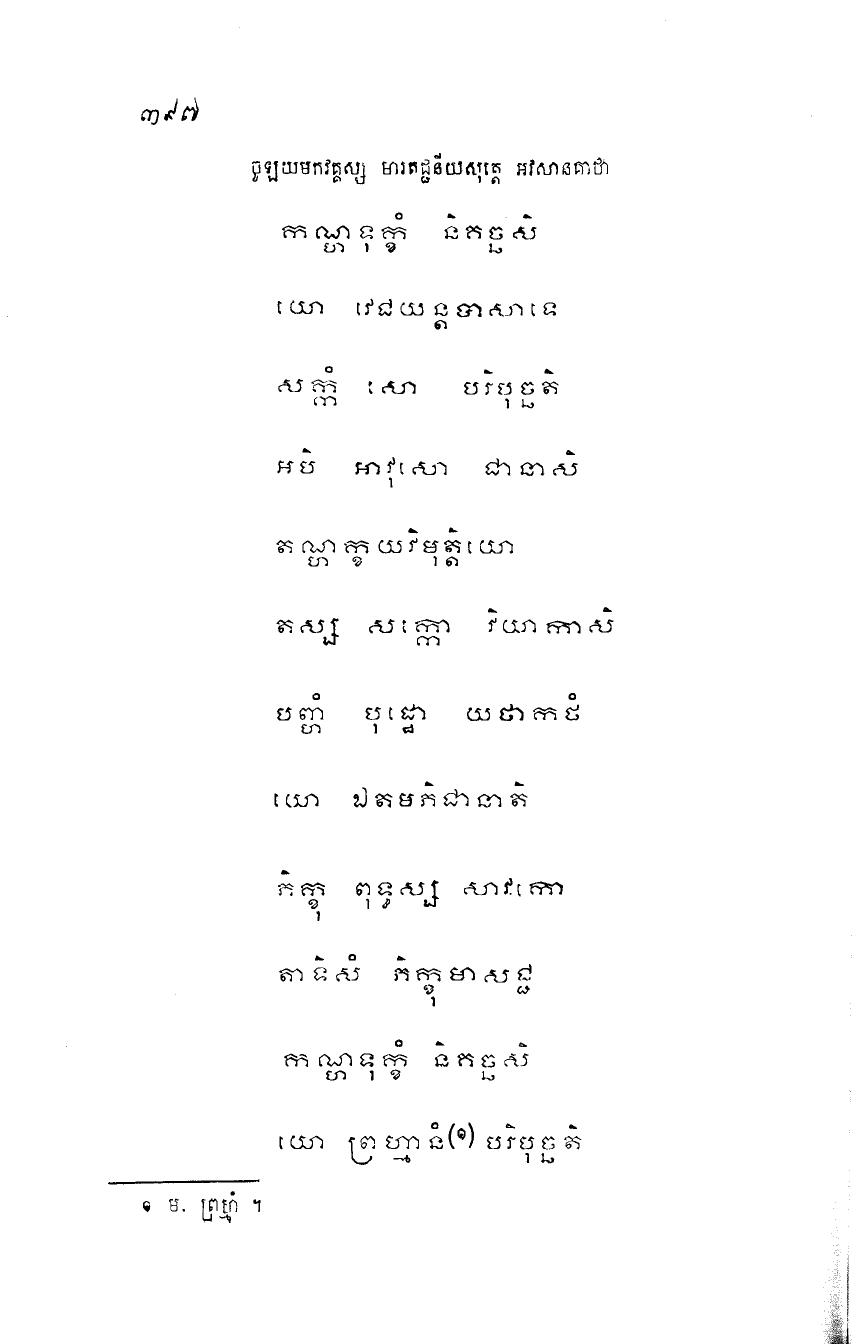 ៣៩៧
ចូឡយមកវគ្គស្ស មារតជ្ជនីយសុត្តេ អវសានគាថា
កណ្ហទុក្ខំ និគច្ឆសិ
យោ វេជយន្តបាសាទេ
សក្កំ សោ បរិបុច្ឆតិ
អបិ អាវុសោ ជានាសិ
តណ្ហក្ខយវិមុត្តិយោ
តស្ស សក្កោ វិយាកាសិ
បញ្ហំ បុដ្ឋោ យថាកថំ
យោ ឯតមភិជានាតិ
ភិក្ខុ ពុទ្ធស្ស សាវកោ
តាទិសំ ភិក្ខុមាសជ្ជ
កណ្ហទុក្ខំ និគច្ឆសិ
យោ ព្រហ្មានំ(១) បរិបុច្ឆតិ
១ ម. ព្រហ្មំ ។